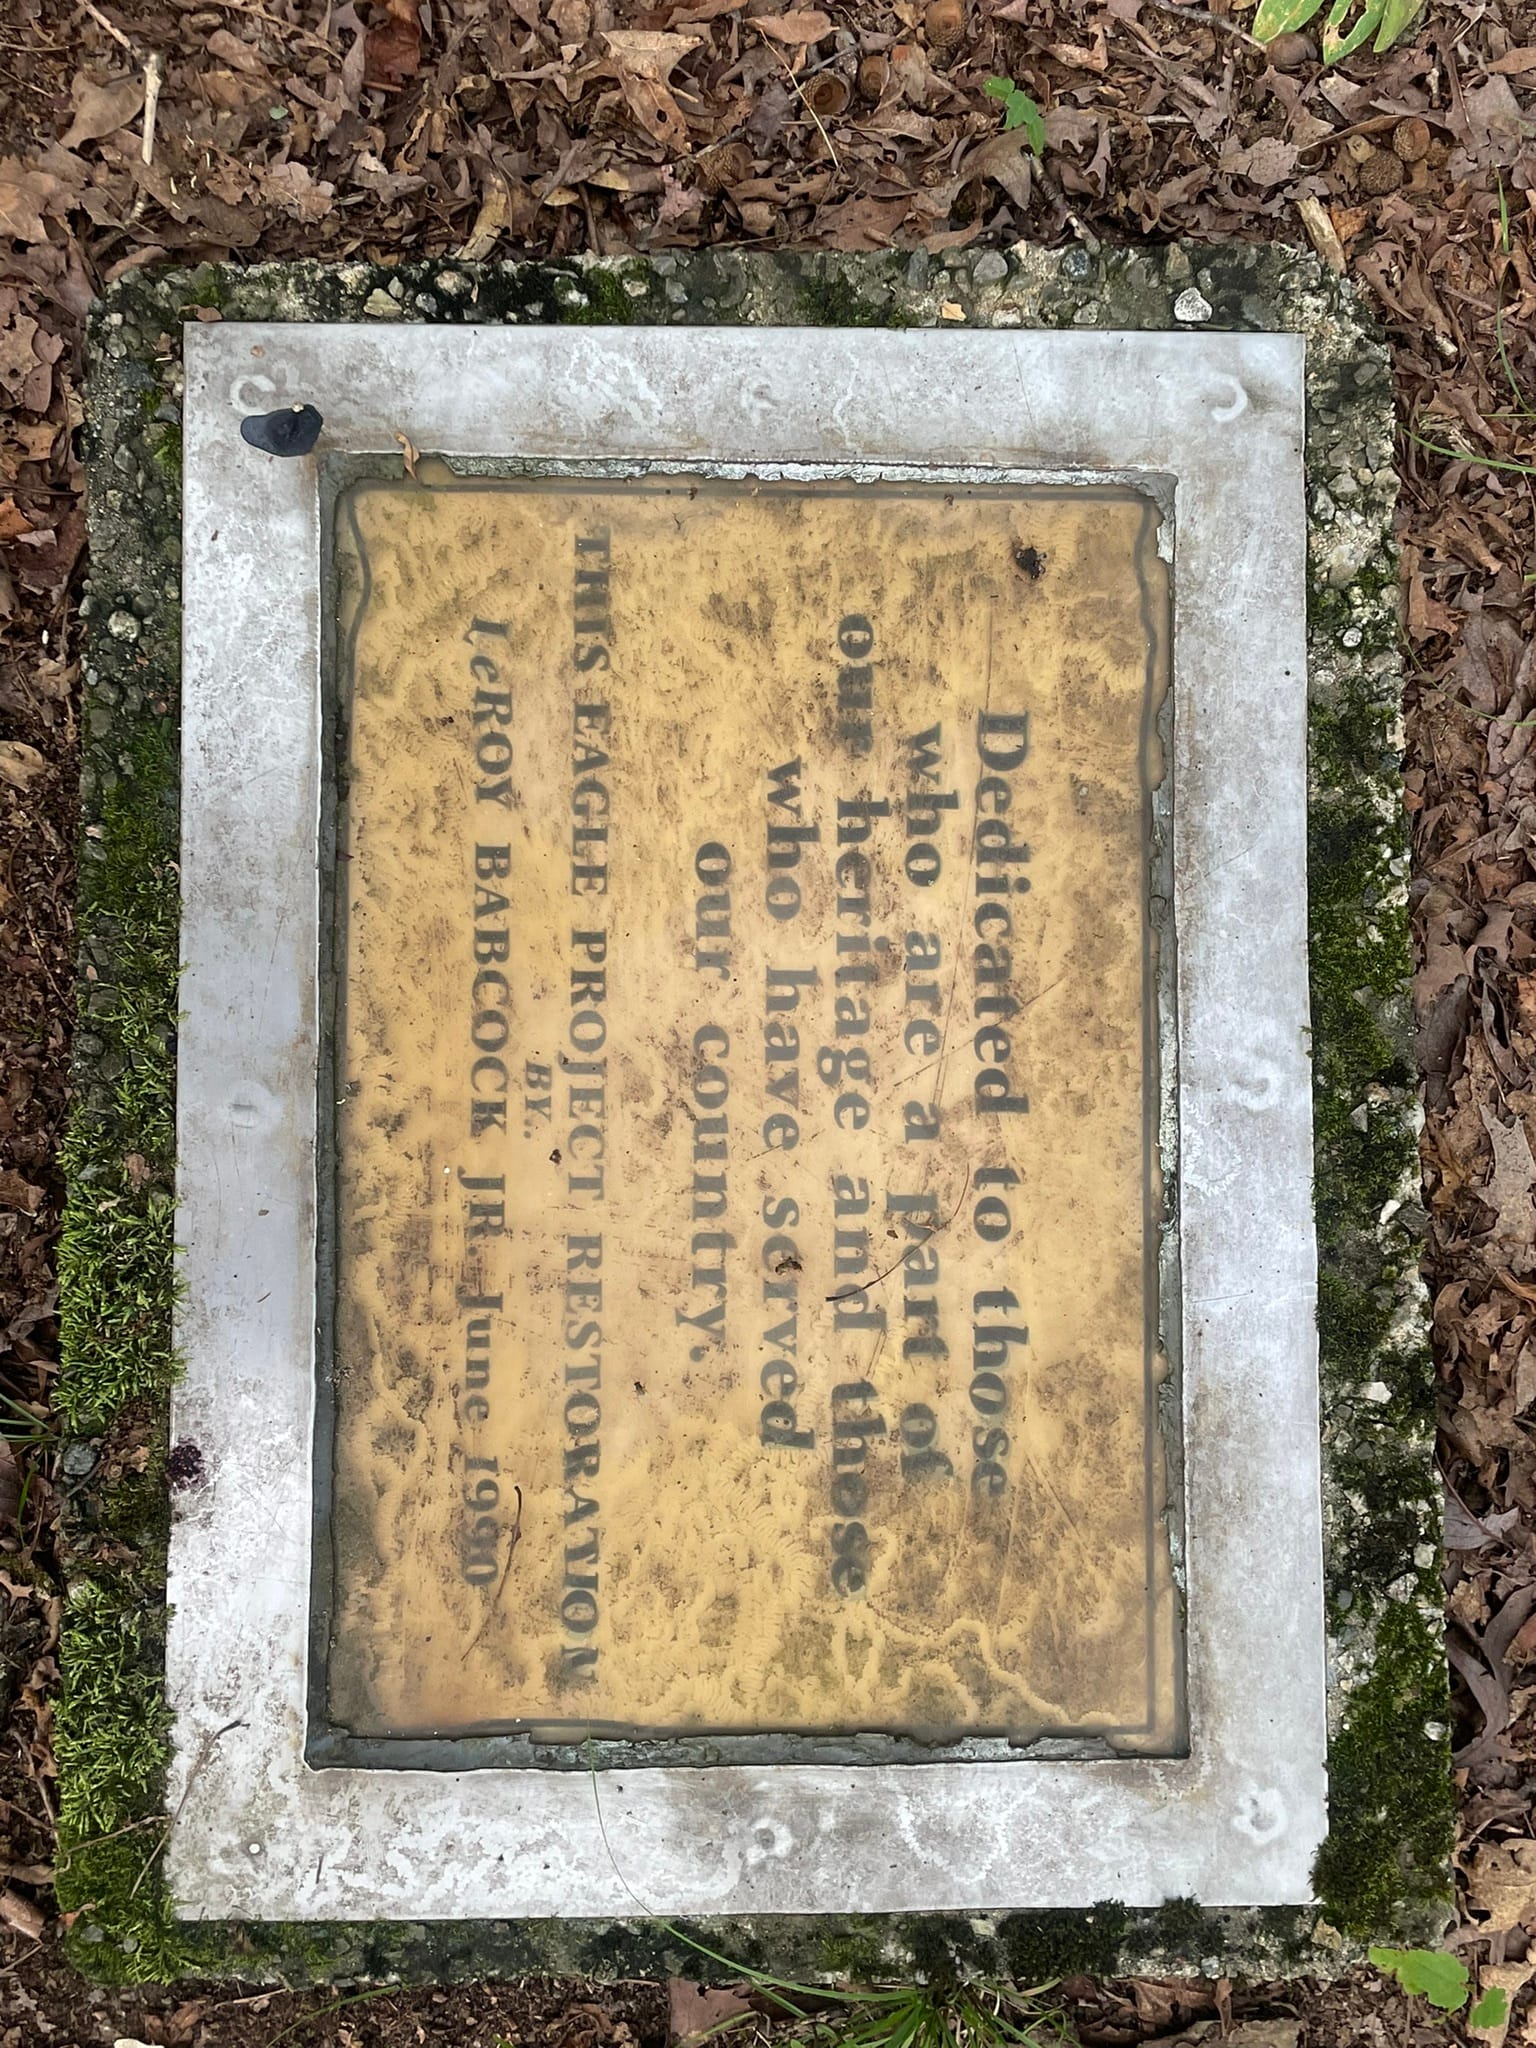 Dedicated to those
who are a part of
our heritage and those
who have served
our country.
THIS EAGLE PROJECT RESTORATION
BY..
LeROY BABCOCK JR. June 1990